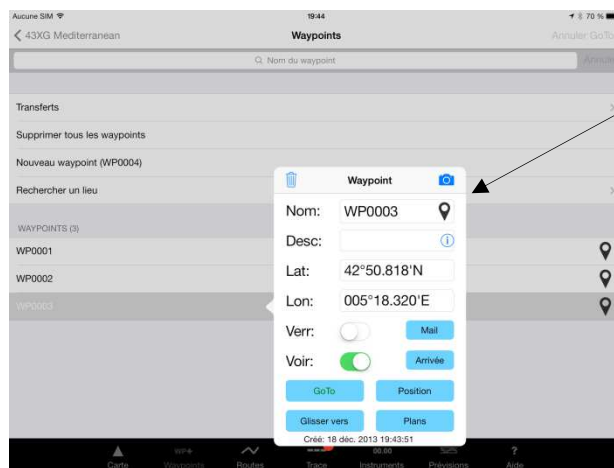 Aucune SIM 19:44 70 %
43XG Mediterranean Waypoints Annuler GoTo
Nom du waypoint Annuler
Transferts
Supprimer tous les waypoints
Nouveau waypoint (WP0004)
Rechercher un lieu
WAYPOINTS (3)
WP0001
WP0002
WP0003
Waypoint
Nom: WP0003
Desc:
Lat: 42°50.818'N
Lon: 005°18.320'E
Verr: Mail
Voir: Arrivée
GoTo Position
Glisser vers Plans
Créé: 18 déc. 2013 19:43:51
WP+ 00.00
Carte Waypoints Routes Trace Instruments Prévisions Aide